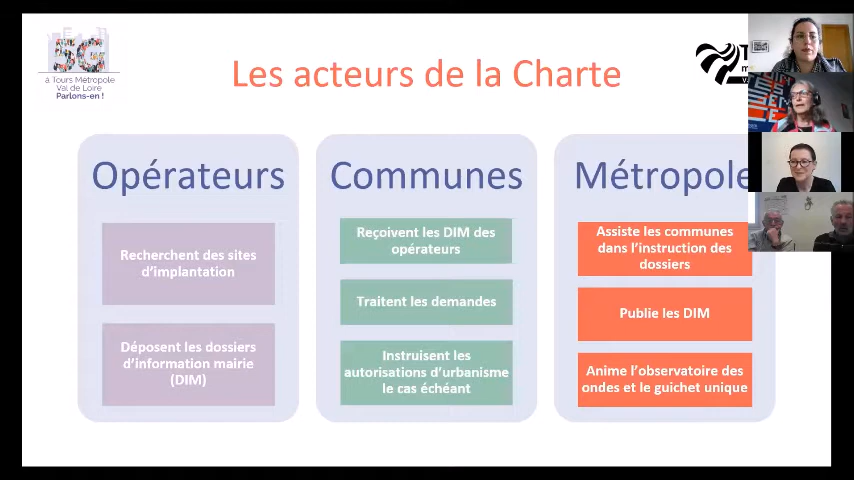 5G
à Tours Métropole
Val de Loire
Parlons-en !
Les acteurs de la Charte
Opérateurs
Recherchent des sites
d'implantation
Déposent les dossiers
d'information mairie
(DIM)
Communes
Reçoivent les DIM des
opérateurs
Traitent les demandes
Instruisent les
autorisations d'urbanisme
le cas échéant
Métropole
Assiste les communes
dans l'instruction des
dossiers
Publie les DIM
Anime l'observatoire des
ondes et le guichet unique